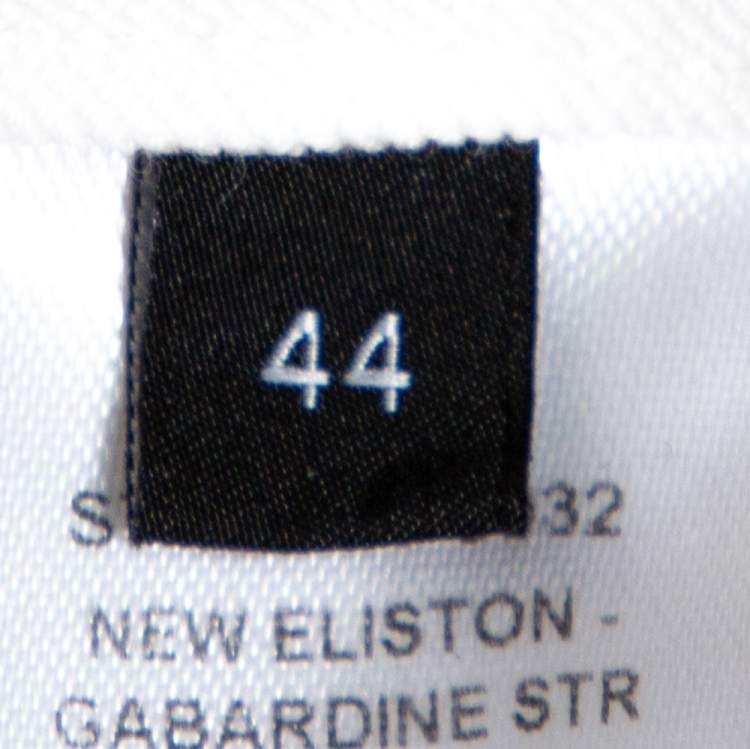 44
32
NEW ELISTON -
GABARDINE STR